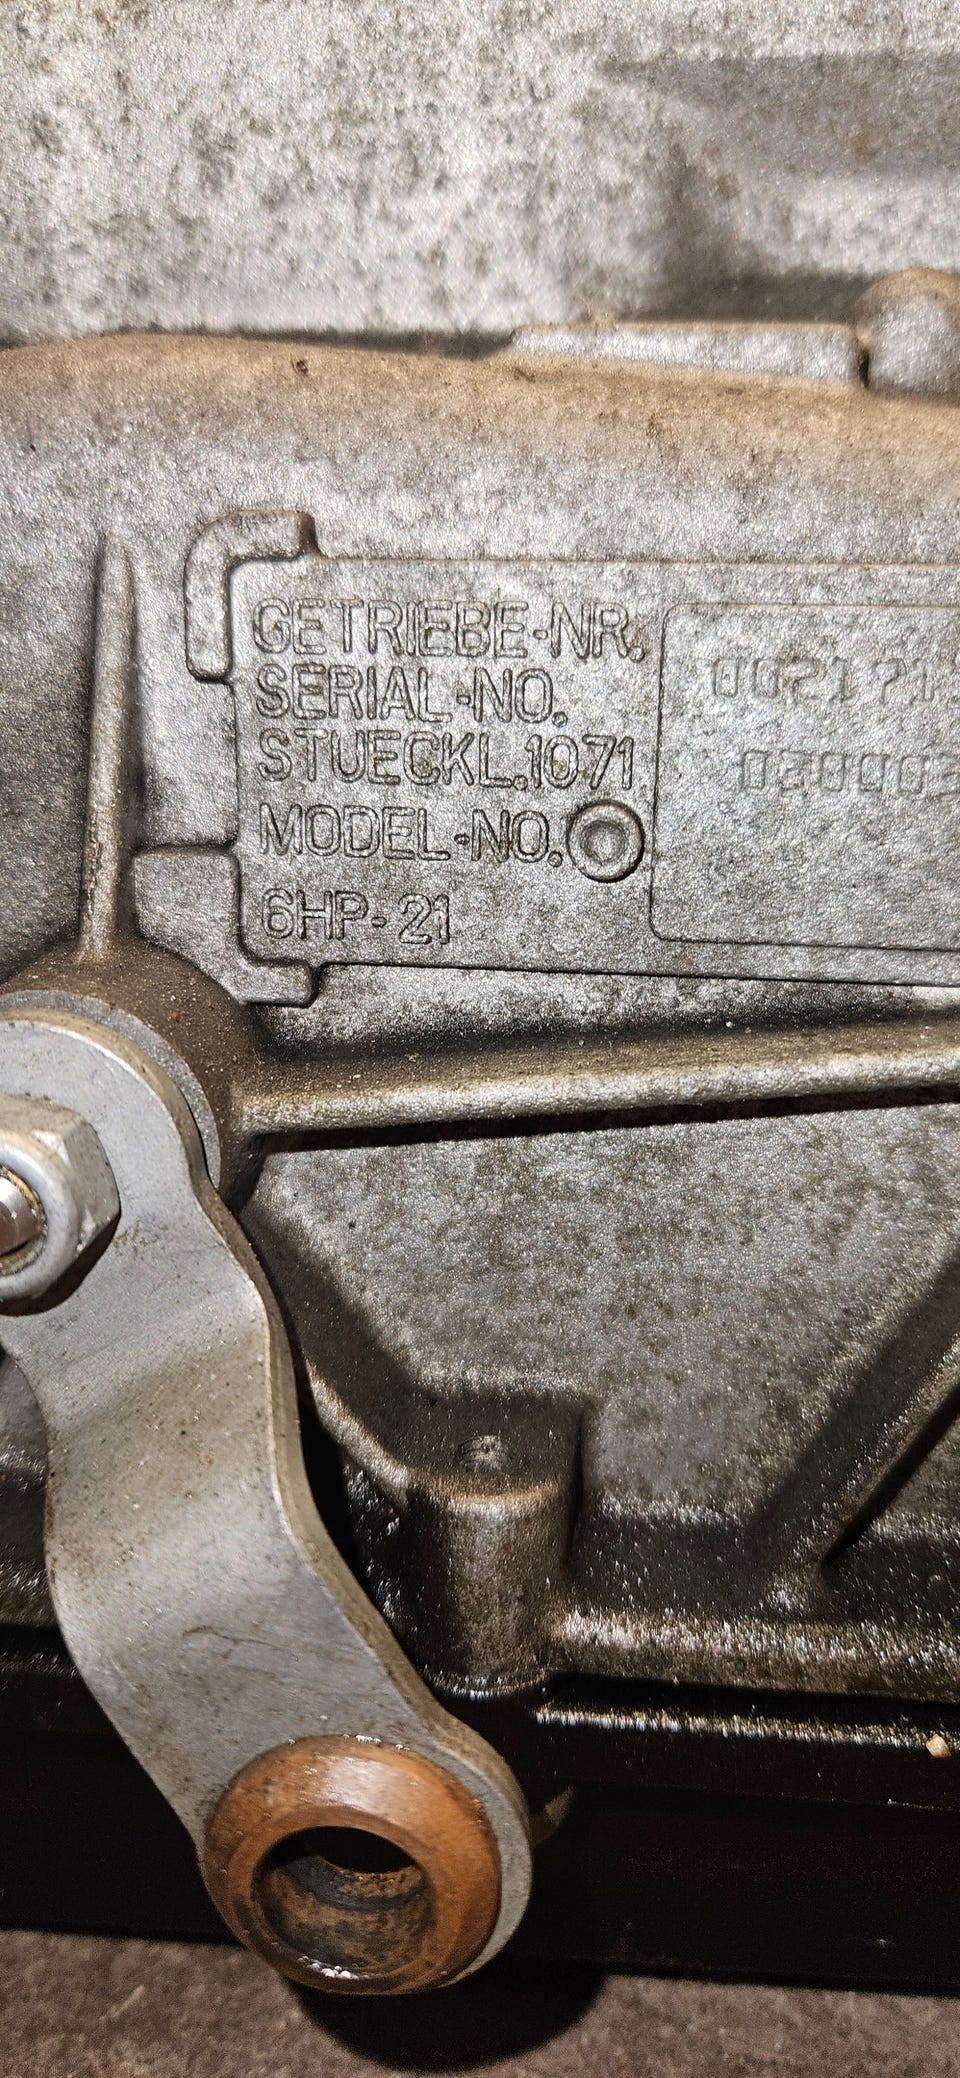 GETRIEBE-NR.
SERIAL-NO.
STUECKL.1071
MODEL-NO.
6HP-21